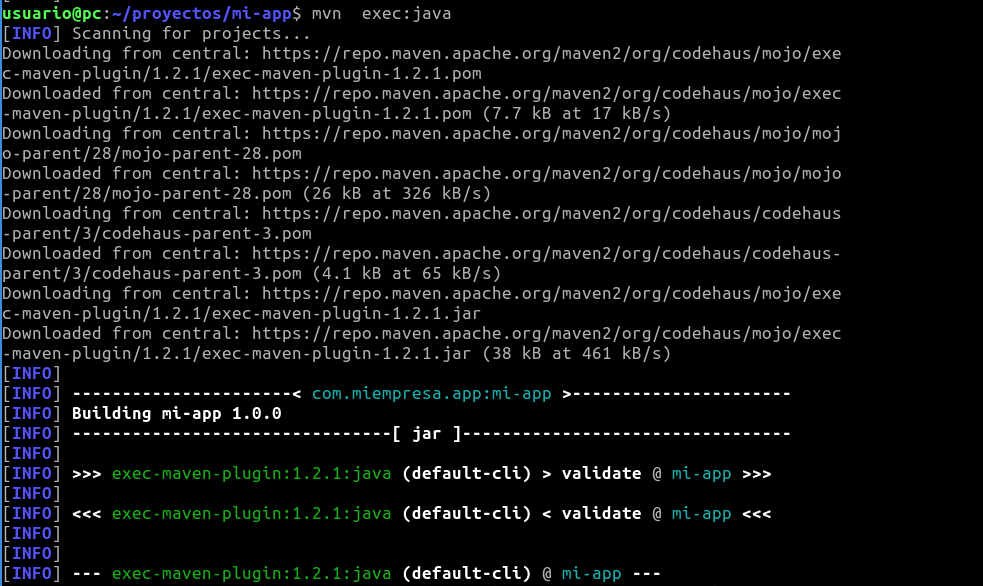 usuario@pc:~/proyectos/mi-app$ mvn  exec:java
[INFO] Scanning for projects...
Downloading from central: https://repo.maven.apache.org/maven2/org/codehaus/mojo/exe
c-maven-plugin/1.2.1/exec-maven-plugin-1.2.1.pom
Downloaded from central: https://repo.maven.apache.org/maven2/org/codehaus/mojo/exec
-maven-plugin/1.2.1/exec-maven-plugin-1.2.1.pom (7.7 kB at 17 kB/s)
Downloading from central: https://repo.maven.apache.org/maven2/org/codehaus/mojo/moj
o-parent/28/mojo-parent-28.pom
Downloaded from central: https://repo.maven.apache.org/maven2/org/codehaus/mojo/mojo
-parent/28/mojo-parent-28.pom (26 kB at 326 kB/s)
Downloading from central: https://repo.maven.apache.org/maven2/org/codehaus/codehaus
-parent/3/codehaus-parent-3.pom
Downloaded from central: https://repo.maven.apache.org/maven2/org/codehaus/codehaus-
parent/3/codehaus-parent-3.pom (4.1 kB at 65 kB/s)
Downloading from central: https://repo.maven.apache.org/maven2/org/codehaus/mojo/exe
c-maven-plugin/1.2.1/exec-maven-plugin-1.2.1.jar
Downloaded from central: https://repo.maven.apache.org/maven2/org/codehaus/mojo/exec
-maven-plugin/1.2.1/exec-maven-plugin-1.2.1.jar (38 kB at 461 kB/s)
[INFO]
[INFO] ----------------------< com.miempresa.app:mi-app >----------------------
[INFO] Building mi-app 1.0.0
[INFO] --------------------------------[ jar ]---------------------------------
[INFO]
[INFO] >>> exec-maven-plugin:1.2.1:java (default-cli) > validate @ mi-app >>>
[INFO]
[INFO] <<< exec-maven-plugin:1.2.1:java (default-cli) < validate @ mi-app <<<
[INFO]
[INFO]
[INFO] --- exec-maven-plugin:1.2.1:java (default-cli) @ mi-app ---